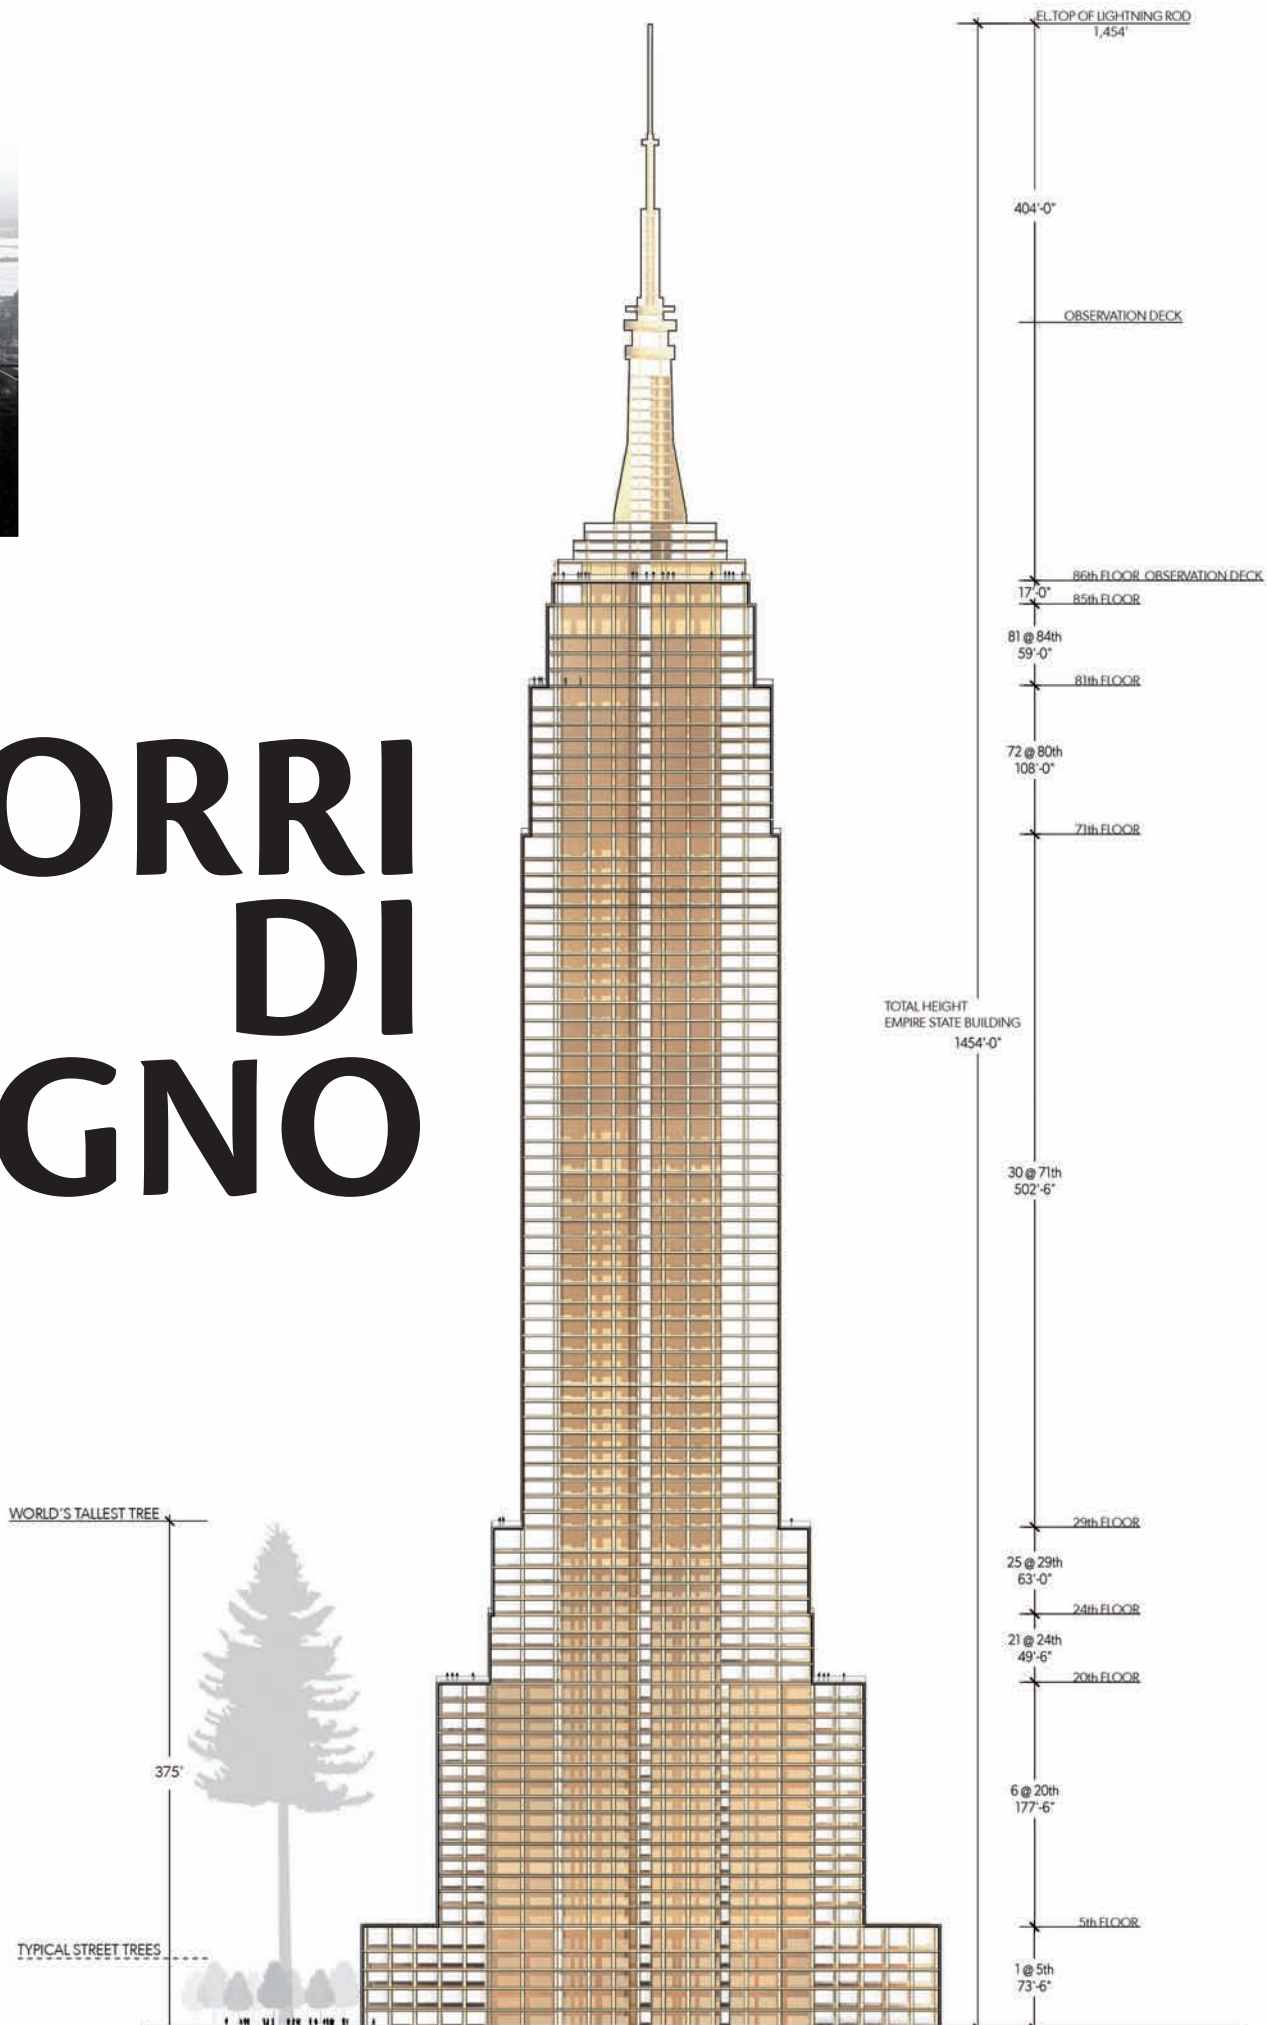 EL.TOP OF LIGHTNING ROD
1,454'
404'-0"
OBSERVATION DECK
86th FLOOR OBSERVATION DECK
17'-0"
85th FLOOR
81 @ 84th
59'-0"
81th FLOOR
72 @ 80th
108'-0"
71th FLOOR
ORRI
DI
GNO
TOTAL HEIGHT
EMPIRE STATE BUILDING
1454'-0"
30 @ 71th
502'-6"
WORLD'S TALLEST TREE
29th FLOOR
25 @ 29th
63'-0"
24th FLOOR
21 @ 24th
49'-6"
20th FLOOR
375'
6 @ 20th
177'-6"
5th FLOOR
TYPICAL STREET TREES
1 @ 5th
73'-6"